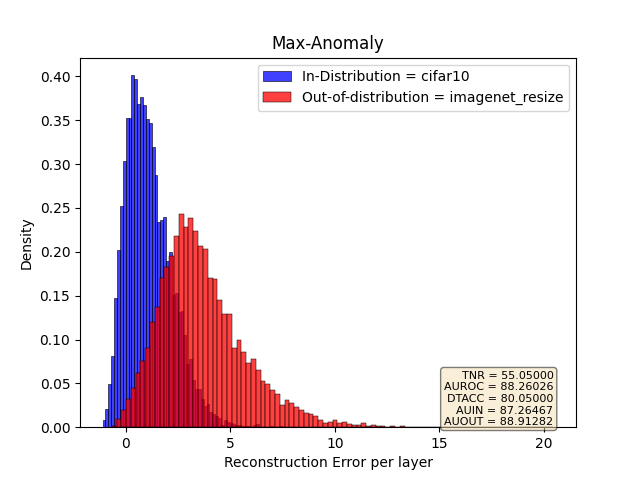 Max-Anomaly
In-Distribution = cifar10
Out-of-distribution = imagenet_resize
0.40
0.35
0.30
0.25
0.20
0.15
0.10
0.05
0.00
Density
TNR = 55.05000
AUROC = 88.26026
DTACC = 80.05000
AUIN = 87.26467
AUOUT = 88.91282
0 5 10 15 20
Reconstruction Error per layer